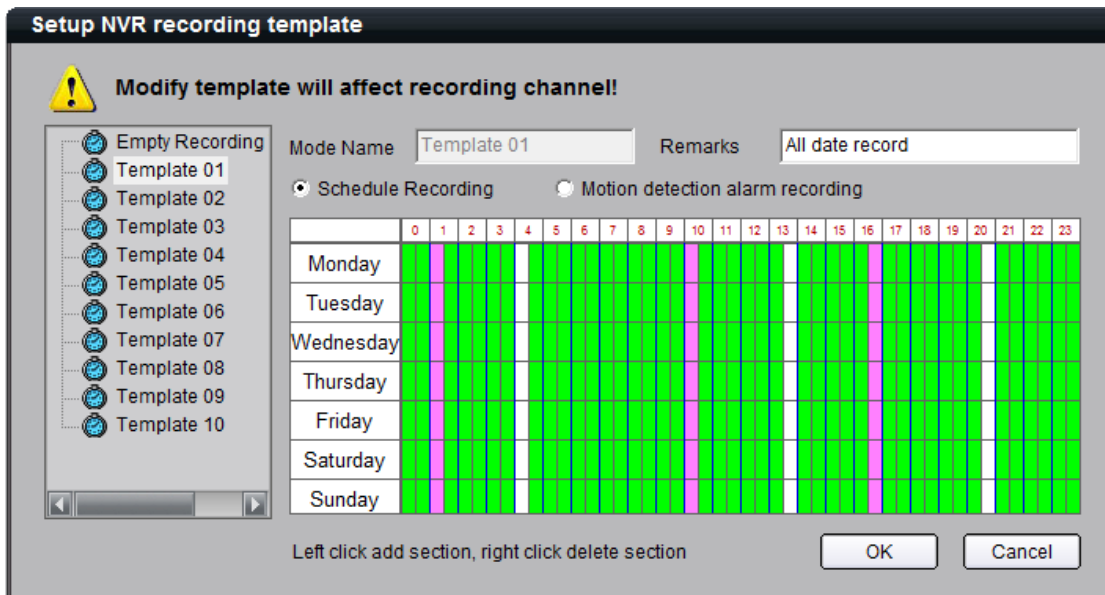 Setup NVR recording template
Modify template will affect recording channel!
Empty Recording
Template 01
Template 02
Template 03
Template 04
Template 05
Template 06
Template 07
Template 08
Template 09
Template 10
Mode Name Template 01 Remarks All date record
Schedule Recording Motion detection alarm recording
0 1 2 3 4 5 6 7 8 9 10 11 12 13 14 15 16 17 18 19 20 21 22 23
Monday
Tuesday
Wednesday
Thursday
Friday
Saturday
Sunday
Left click add section, right click delete section
OK Cancel